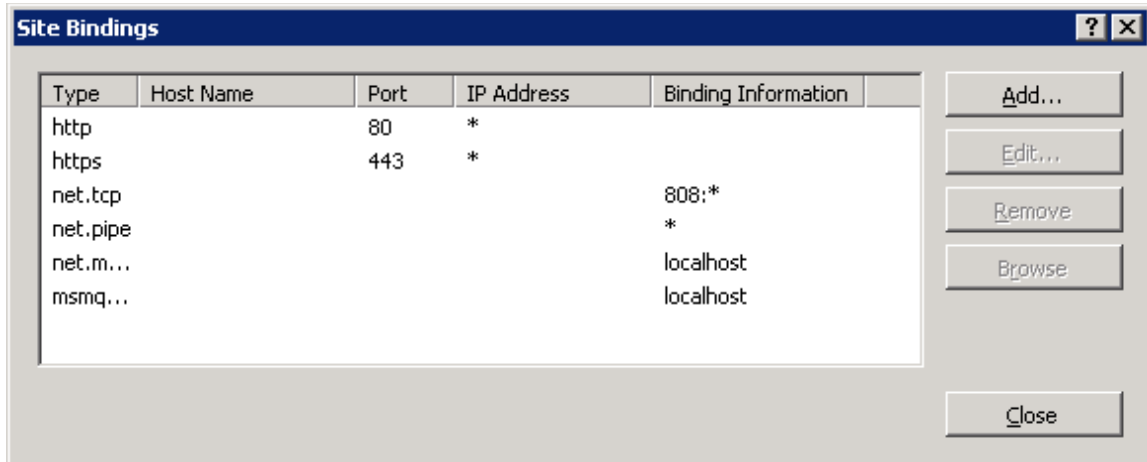 Site Bindings
Type Host Name Port IP Address Binding Information
http 80 *
https 443 *
net.tcp 808:*
net.pipe *
net.m... localhost
msmq... localhost
Add...
Edit...
Remove
Browse
Close